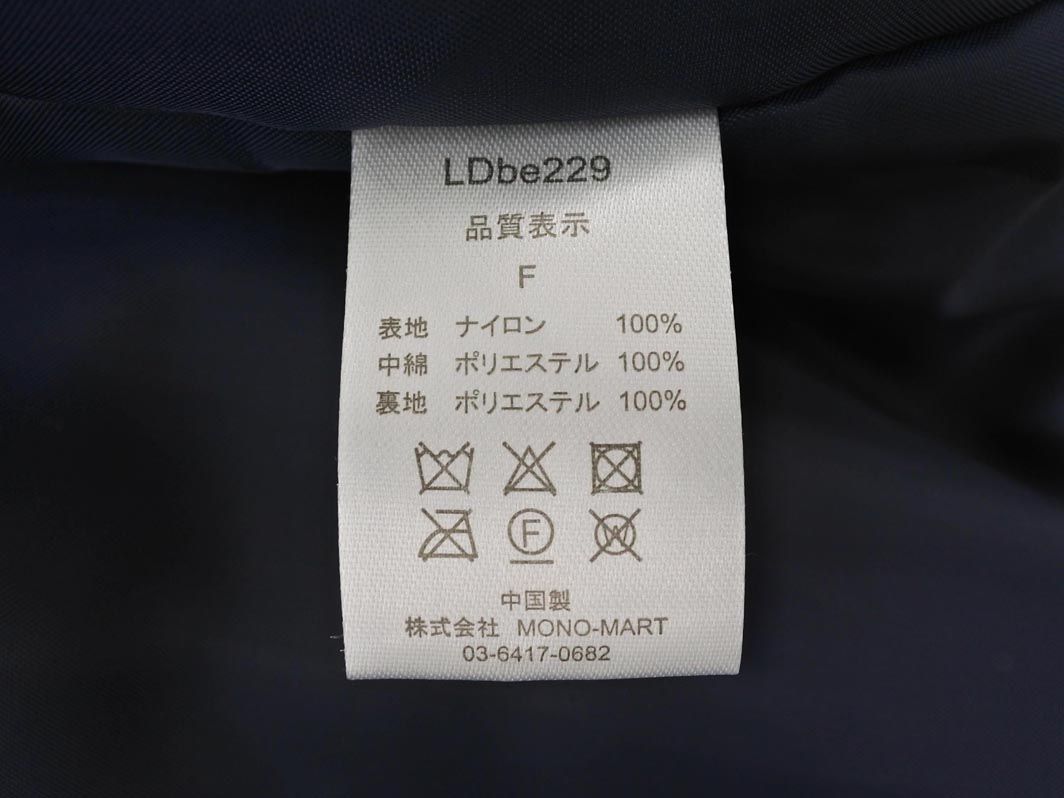 LDbe229
品質表示
F
表地 ナイロン 100%
中綿 ポリエステル 100%
裏地 ポリエステル 100%
F
W
中国製
株式会社 MONO-MART
03-6417-0682